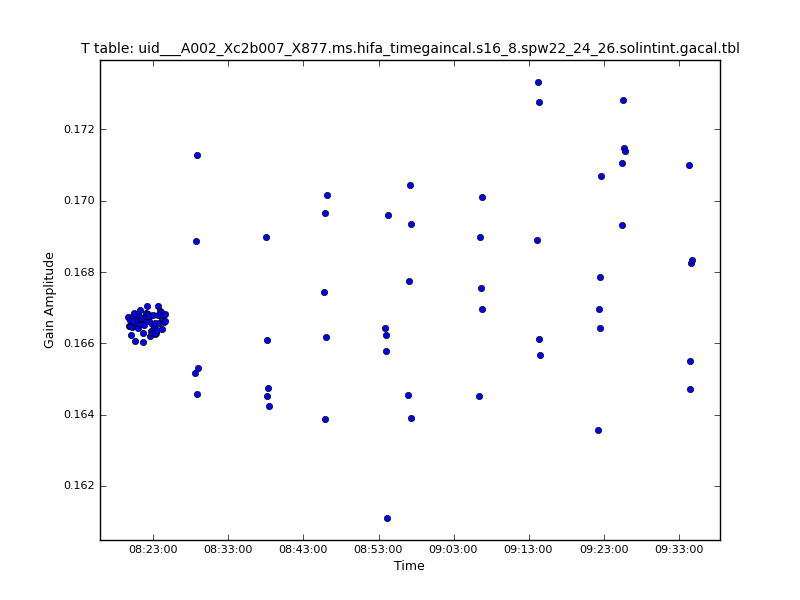 T table: uid___A002_Xc2b007_X877.ms.hifa_timegaincal.s16_8.spw22_24_26.solintint.gacal.tbl
Gain Amplitude
0.172
0.170
0.168
0.166
0.164
0.162
08:23:00 08:33:00 08:43:00 08:53:00 09:03:00 09:13:00 09:23:00 09:33:00
Time